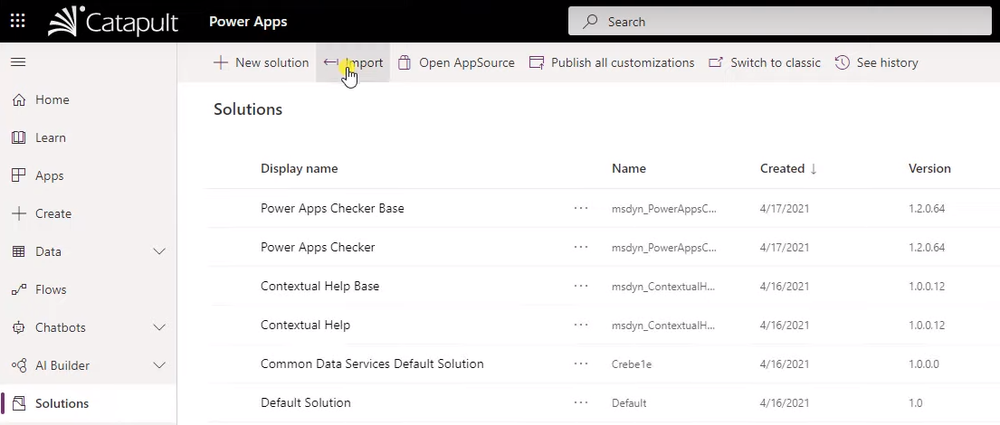 Catapult Power Apps Search
New solution Import Open AppSource Publish all customizations Switch to classic See history
Home
Learn
Apps
Create
Data
Flows
Chatbots
AI Builder
Solutions
Solutions
Display name Name Created ↓ Version
Power Apps Checker Base ... msdyn_PowerAppsC... 4/17/2021 1.2.0.64
Power Apps Checker ... msdyn_PowerAppsC... 4/17/2021 1.2.0.64
Contextual Help Base ... msdyn_ContextualH... 4/16/2021 1.0.0.12
Contextual Help ... msdyn_ContextualH... 4/16/2021 1.0.0.12
Common Data Services Default Solution ... Crebe1e 4/16/2021 1.0.0.0
Default Solution ... Default 4/16/2021 1.0